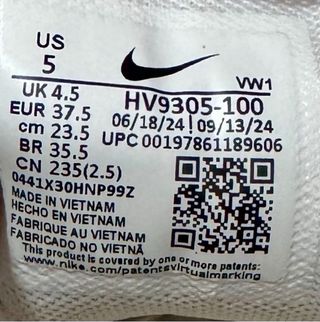 US
5
VW1
UK 4.5
HV9305-100
EUR 37.5
06/18/24 | 09/13/24
cm 23.5
UPC 00197861189606
BR 35.5
CN 235(2.5)
0441X30HNP99Z
MADE IN VIETNAM
HECHO EN VIETNAM
FABRIQUÉ AU VIETNAM
FABRICADO NO VIETNÃ
This product is covered by one or more patents:
www.nike.com/patentsvirtualmarking